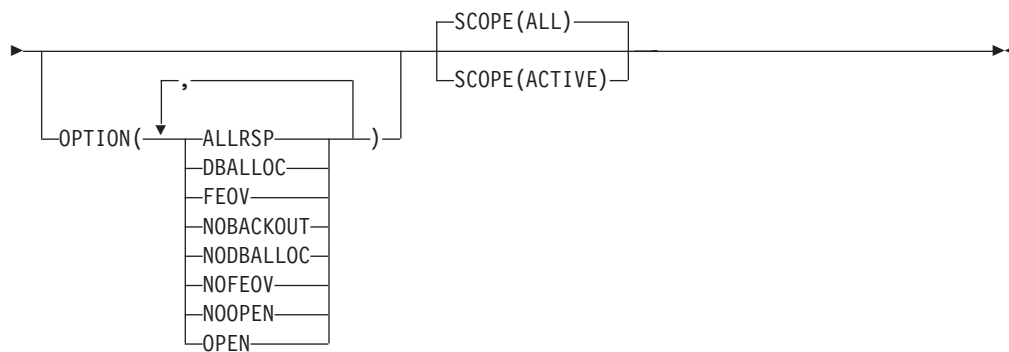 SCOPE(ALL)
SCOPE(ACTIVE)
,
OPTION( ALLRSP )
DBALLOC
FEOV
NOBACKOUT
NODBALLOC
NOFEOV
NOOPEN
OPEN